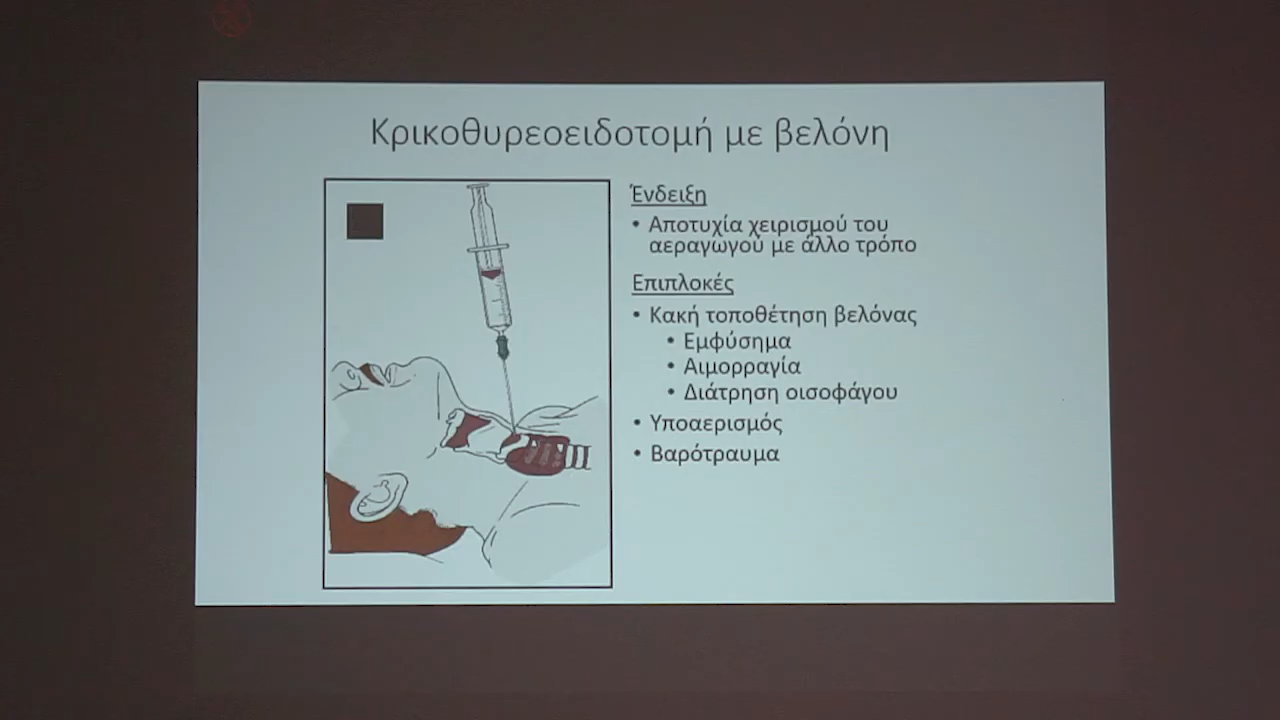 Κρικοθυρεοειδοτομή με βελόνη
Ένδειξη
• Αποτυχία χειρισμού του
αεραγωγού με άλλο τρόπο
Επιπλοκές
• Κακή τοποθέτηση βελόνας
• Εμφύσημα
• Αιμορραγία
• Διάτρηση οισοφάγου
• Υποαερισμός
• Βαρότραυμα